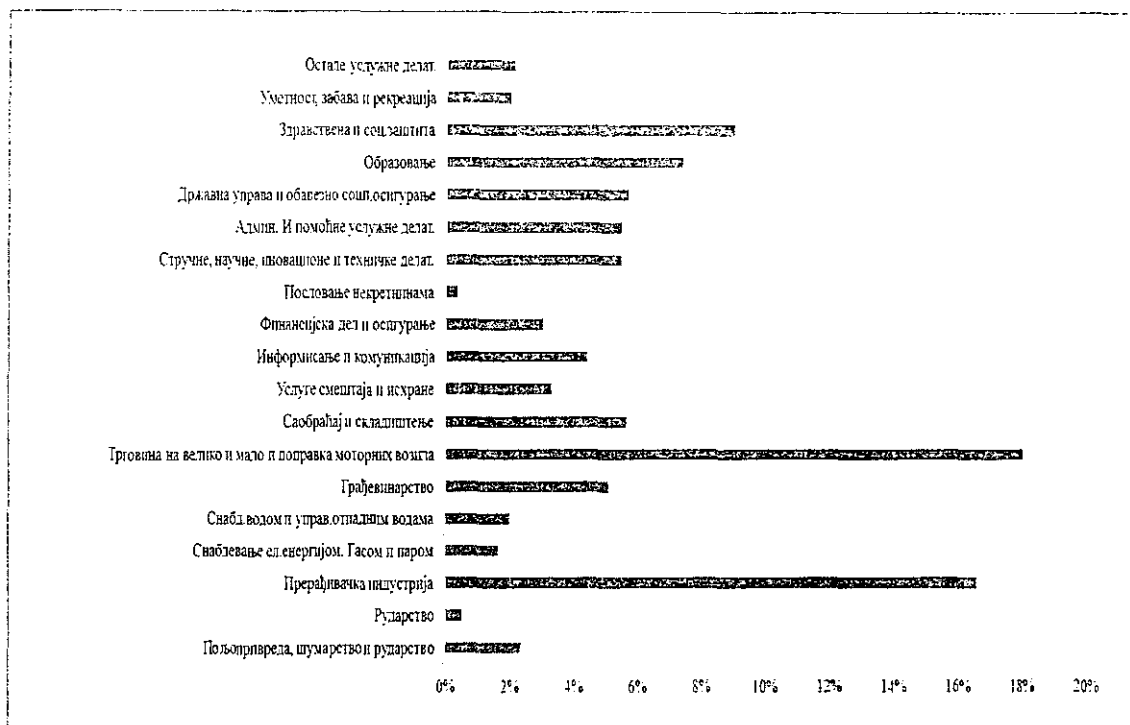 Остале услужне делат.
Уметност, забава и рекреација
Здравствена и соц.заштита
Образовање
Државна управа и обавезно соци.осигурање
Админ. И помоћне услужне делат.
Стручне, научне, иновационе и техничке делат.
Пословање некретнинама
Финансијска дел и осигурање
Информисање и комуникација
Услуге смештаја и исхране
Саобраћај и складиштење
Трговина на велико и мало и поправка моторних возила
Грађевинарство
Снабд.водом и управ.отпадним водама
Снабдевање ел.енергијом. Гасом и паром
Прерађивачка индустрија
Рударство
Пољопривреда, шумарство и рударство
0% 2% 4% 6% 8% 10% 12% 14% 16% 18% 20%